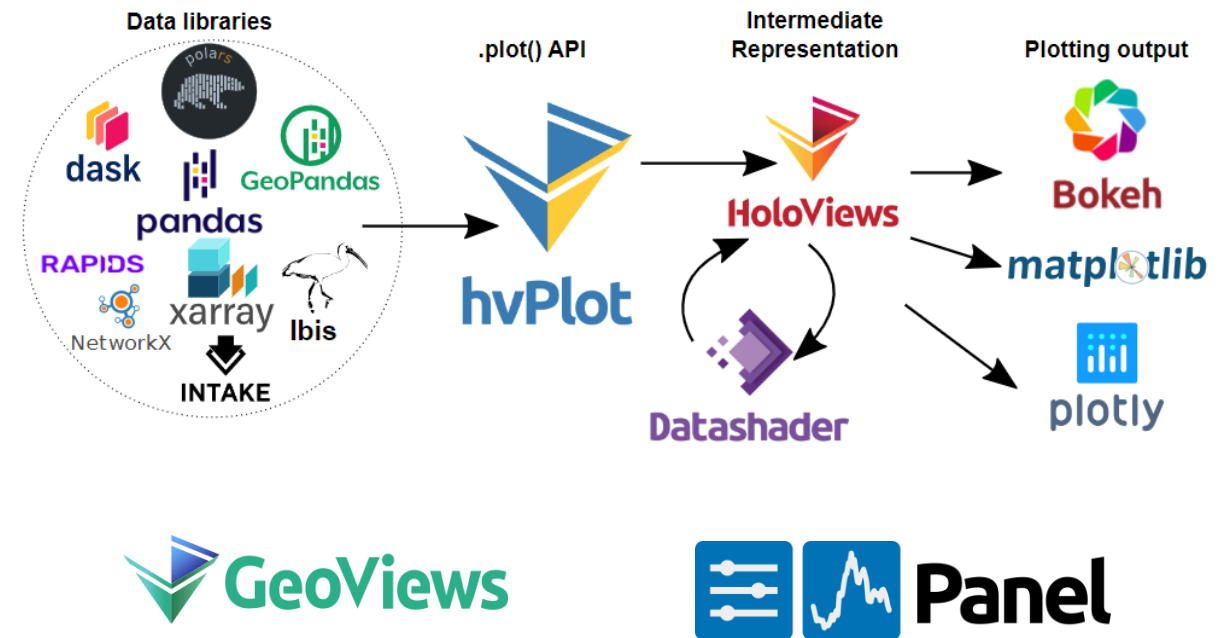 Data libraries
.plot() API
Intermediate
Representation
Plotting output
polars
dask
GeoPandas
pandas
RAPIDS
xarray
Ibis
NetworkX
INTAKE
hvPlot
HoloViews
Datashader
Bokeh
matplotlib
plotly
GeoViews
Panel